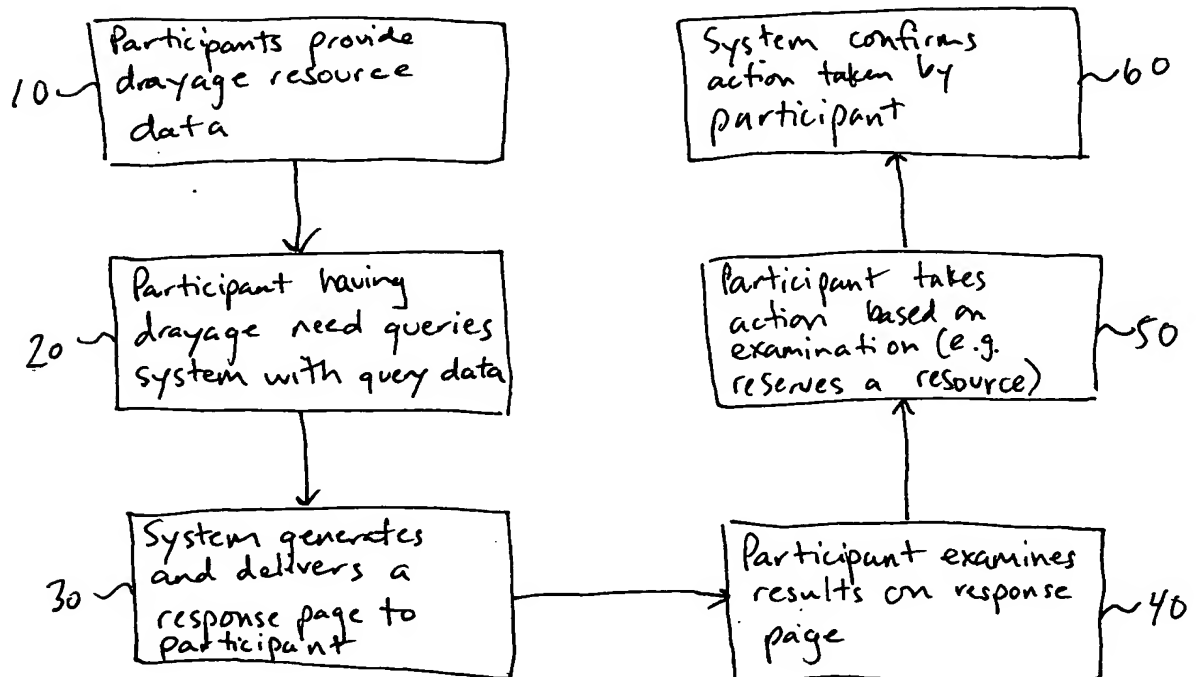 10
Participants provide
drayage resource
data
20
Participant having
drayage need queries
system with query data
30
System generates
and delivers a
response page to
participant
Participant examines
results on response
page
40
Participant takes
action based on
examination (e.g.
reserves a resource)
50
System confirms
action taken by
participant
60